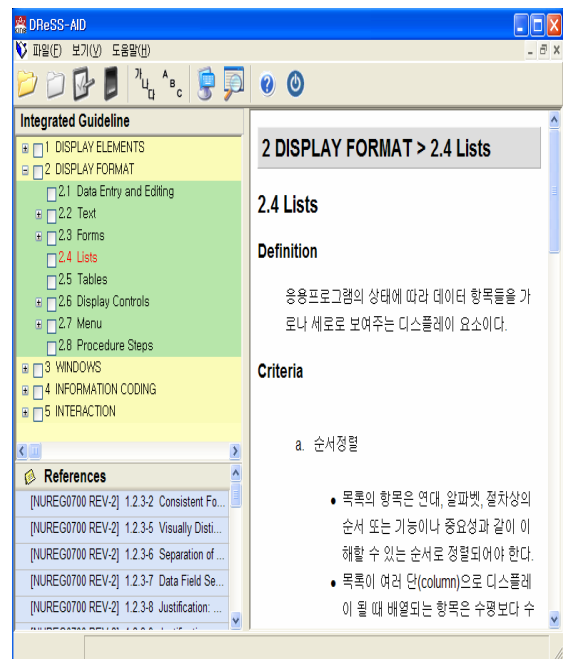 DReSS-AID
파일(F) 보기(V) 도움말(H)
가나다 ABC
Integrated Guideline
1 DISPLAY ELEMENTS
2 DISPLAY FORMAT
2.1 Data Entry and Editing
2.2 Text
2.3 Forms
2.4 Lists
2.5 Tables
2.6 Display Controls
2.7 Menu
2.8 Procedure Steps
3 WINDOWS
4 INFORMATION CODING
5 INTERACTION
References
[NUREG0700 REV-2] 1.2.3-2 Consistent Fo...
[NUREG0700 REV-2] 1.2.3-5 Visually Disti...
[NUREG0700 REV-2] 1.2.3-6 Separation of ...
[NUREG0700 REV-2] 1.2.3-7 Data Field Se...
[NUREG0700 REV-2] 1.2.3-8 Justification: ...
2 DISPLAY FORMAT > 2.4 Lists
2.4 Lists
Definition
응용프로그램의 상태에 따라 데이터 항목들을 가
로나 세로로 보여주는 디스플레이 요소이다.
Criteria
a. 순서정렬
• 목록의 항목은 연대, 알파벳, 절차상의
순서 또는 기능이나 중요성과 같이 이
해할 수 있는 순서로 정렬되어야 한다.
• 목록이 여러 단(column)으로 디스플레
이 될 때 배열되는 항목은 수평보다 수